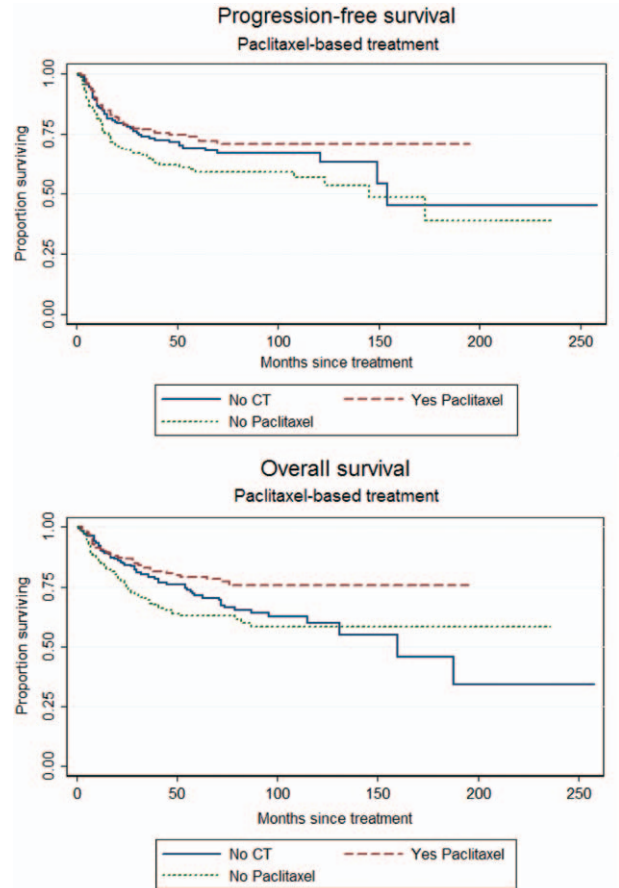 Progression-free survival
Paclitaxel-based treatment
Proportion surviving
1.00
0.75
0.50
0.25
0.00
0 50 100 150 200 250
Months since treatment
No CT Yes Paclitaxel
No Paclitaxel
Overall survival
Paclitaxel-based treatment
Proportion surviving
1.00
0.75
0.50
0.25
0.00
0 50 100 150 200 250
Months since treatment
No CT Yes Paclitaxel
No Paclitaxel